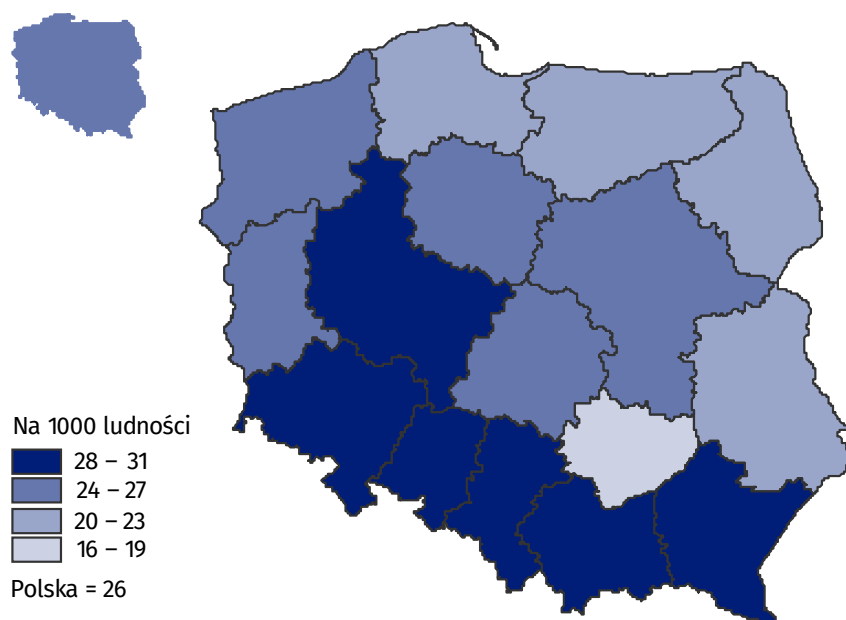 Na 1000 ludności
28 – 31
24 – 27
20 – 23
16 – 19
Polska = 26